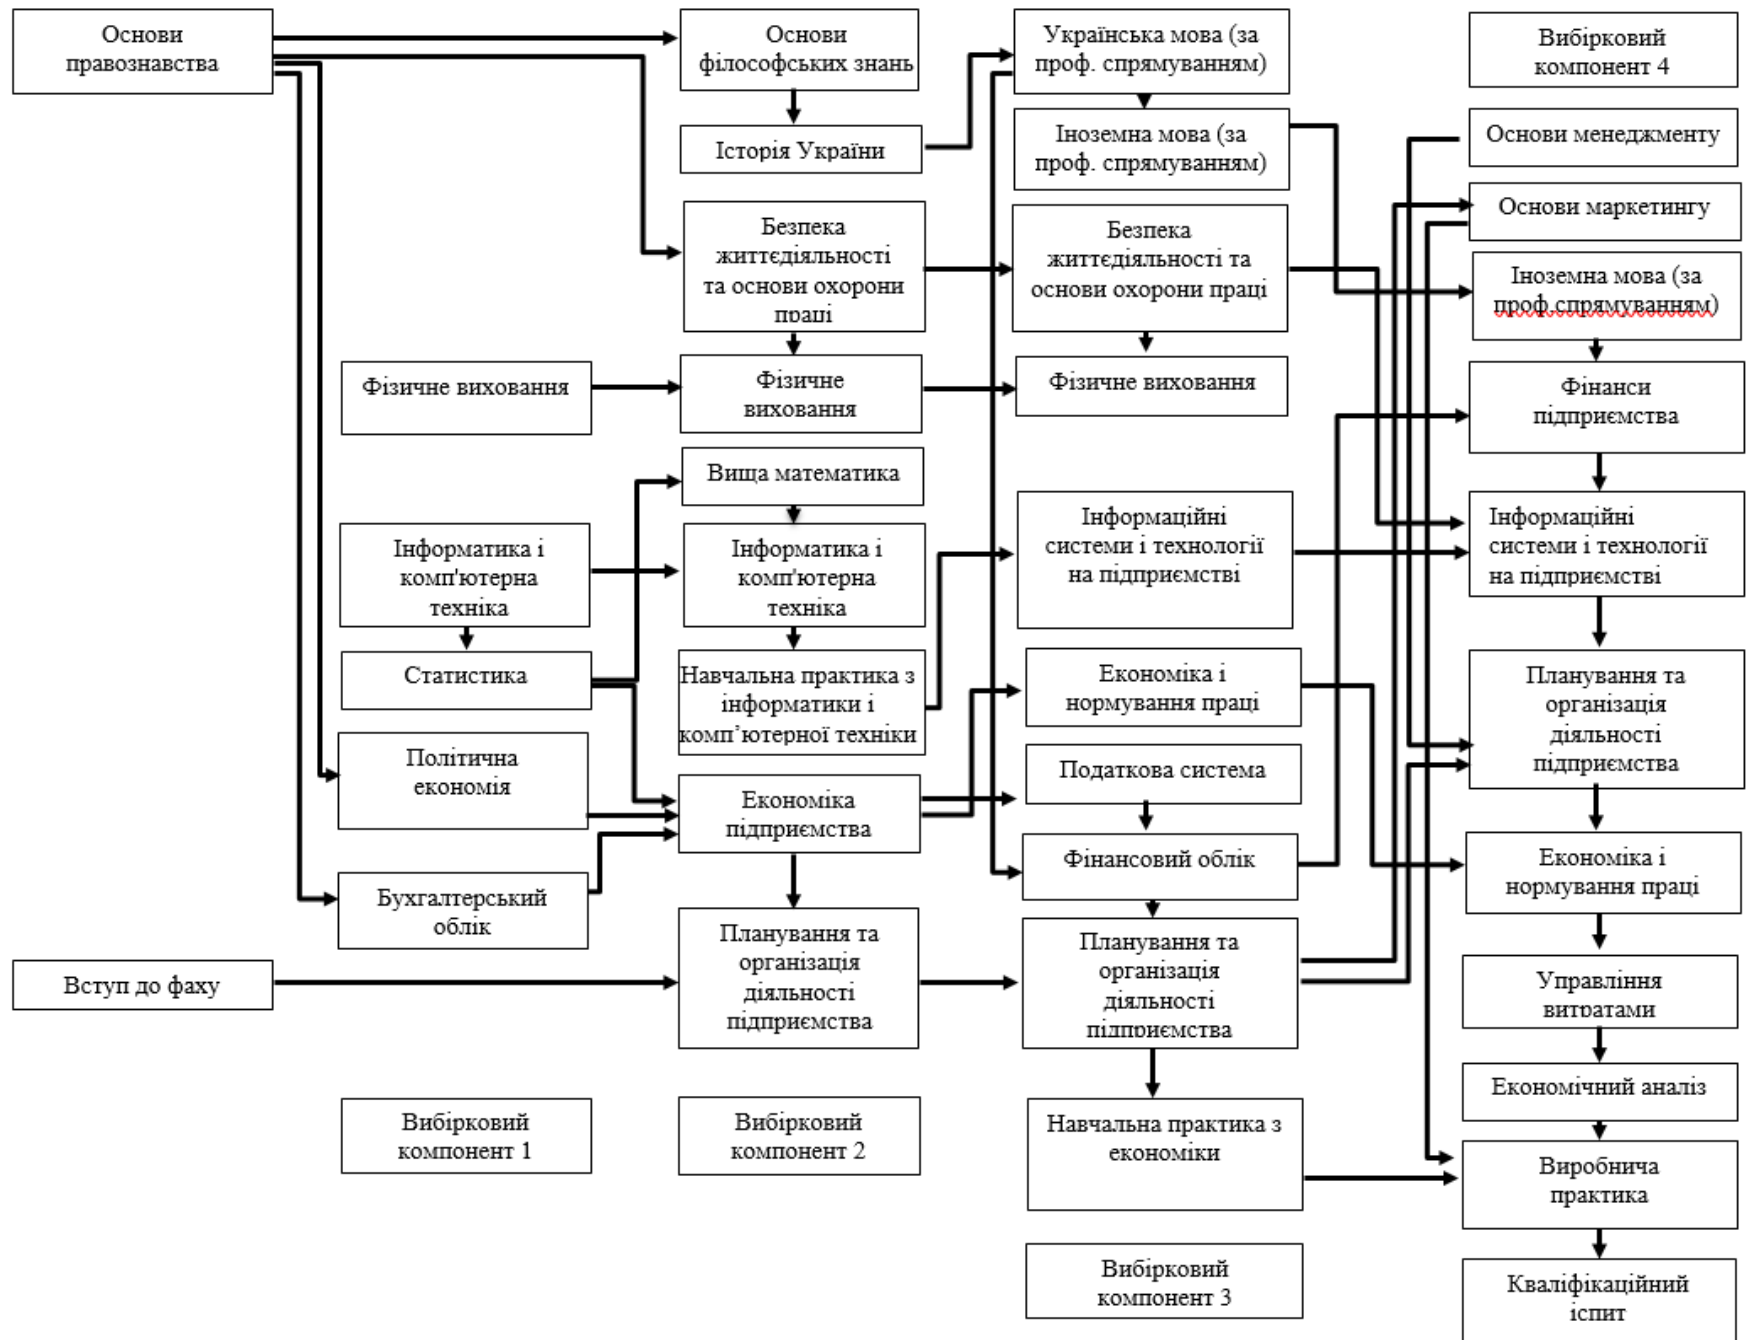 Основи
правознавства
Вступ до фаху
Фізичне виховання
Інформатика і
комп'ютерна
техніка
Статистика
Політична
економія
Бухгалтерський
облік
Вибірковий
компонент 1
Основи
філософських знань
Історія України
Безпека
життєдіяльності
та основи охорони
праці
Фізичне
виховання
Вища математика
Інформатика і
комп'ютерна
техніка
Навчальна практика з
інформатики і
комп’ютерної техніки
Економіка
підприємства
Планування та
організація
діяльності
підприємства
Вибірковий
компонент 2
Українська мова (за
проф. спрямуванням)
Іноземна мова (за
проф. спрямуванням)
Безпека
життєдіяльності та
основи охорони праці
Фізичне виховання
Інформаційні
системи і технології
на підприємстві
Економіка і
нормування праці
Податкова система
Фінансовий облік
Планування та
організація
діяльності
підприємства
Навчальна практика з
економіки
Вибірковий
компонент 3
Вибірковий
компонент 4
Основи менеджменту
Основи маркетингу
Іноземна мова (за
проф.спрямуванням)
Фінанси
підприємства
Інформаційні
системи і технології
на підприємстві
Планування та
організація
діяльності
підприємства
Економіка і
нормування праці
Управління
витратами
Економічний аналіз
Виробнича
практика
Кваліфікаційний
іспит